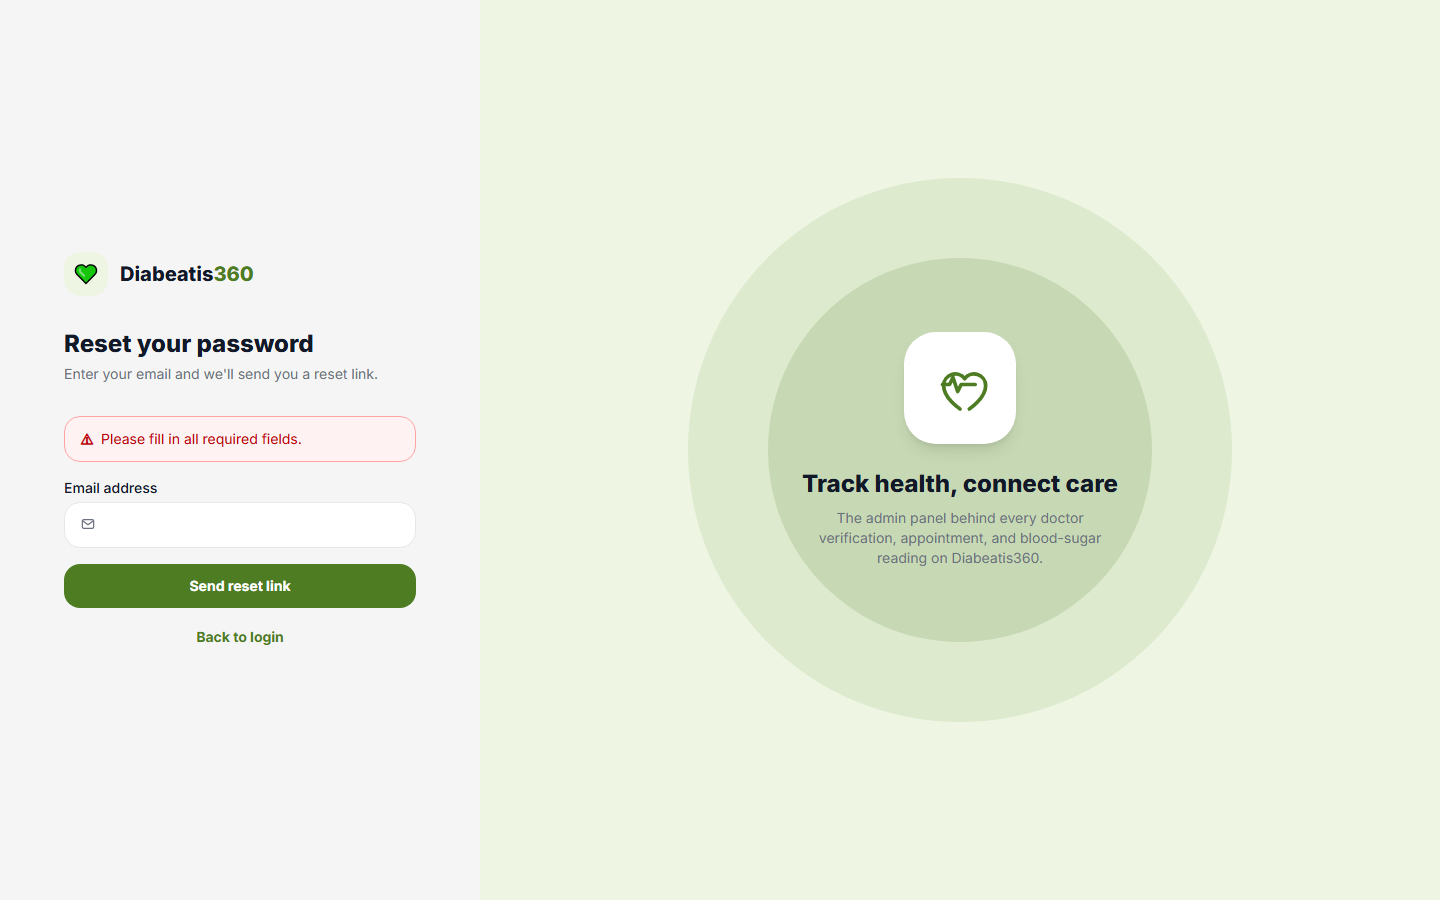 Diabeatis360
Reset your password
Enter your email and we'll send you a reset link.
Please fill in all required fields.
Email address
Send reset link
Back to login
Track health, connect care
The admin panel behind every doctor
verification, appointment, and blood-sugar
reading on Diabeatis360.